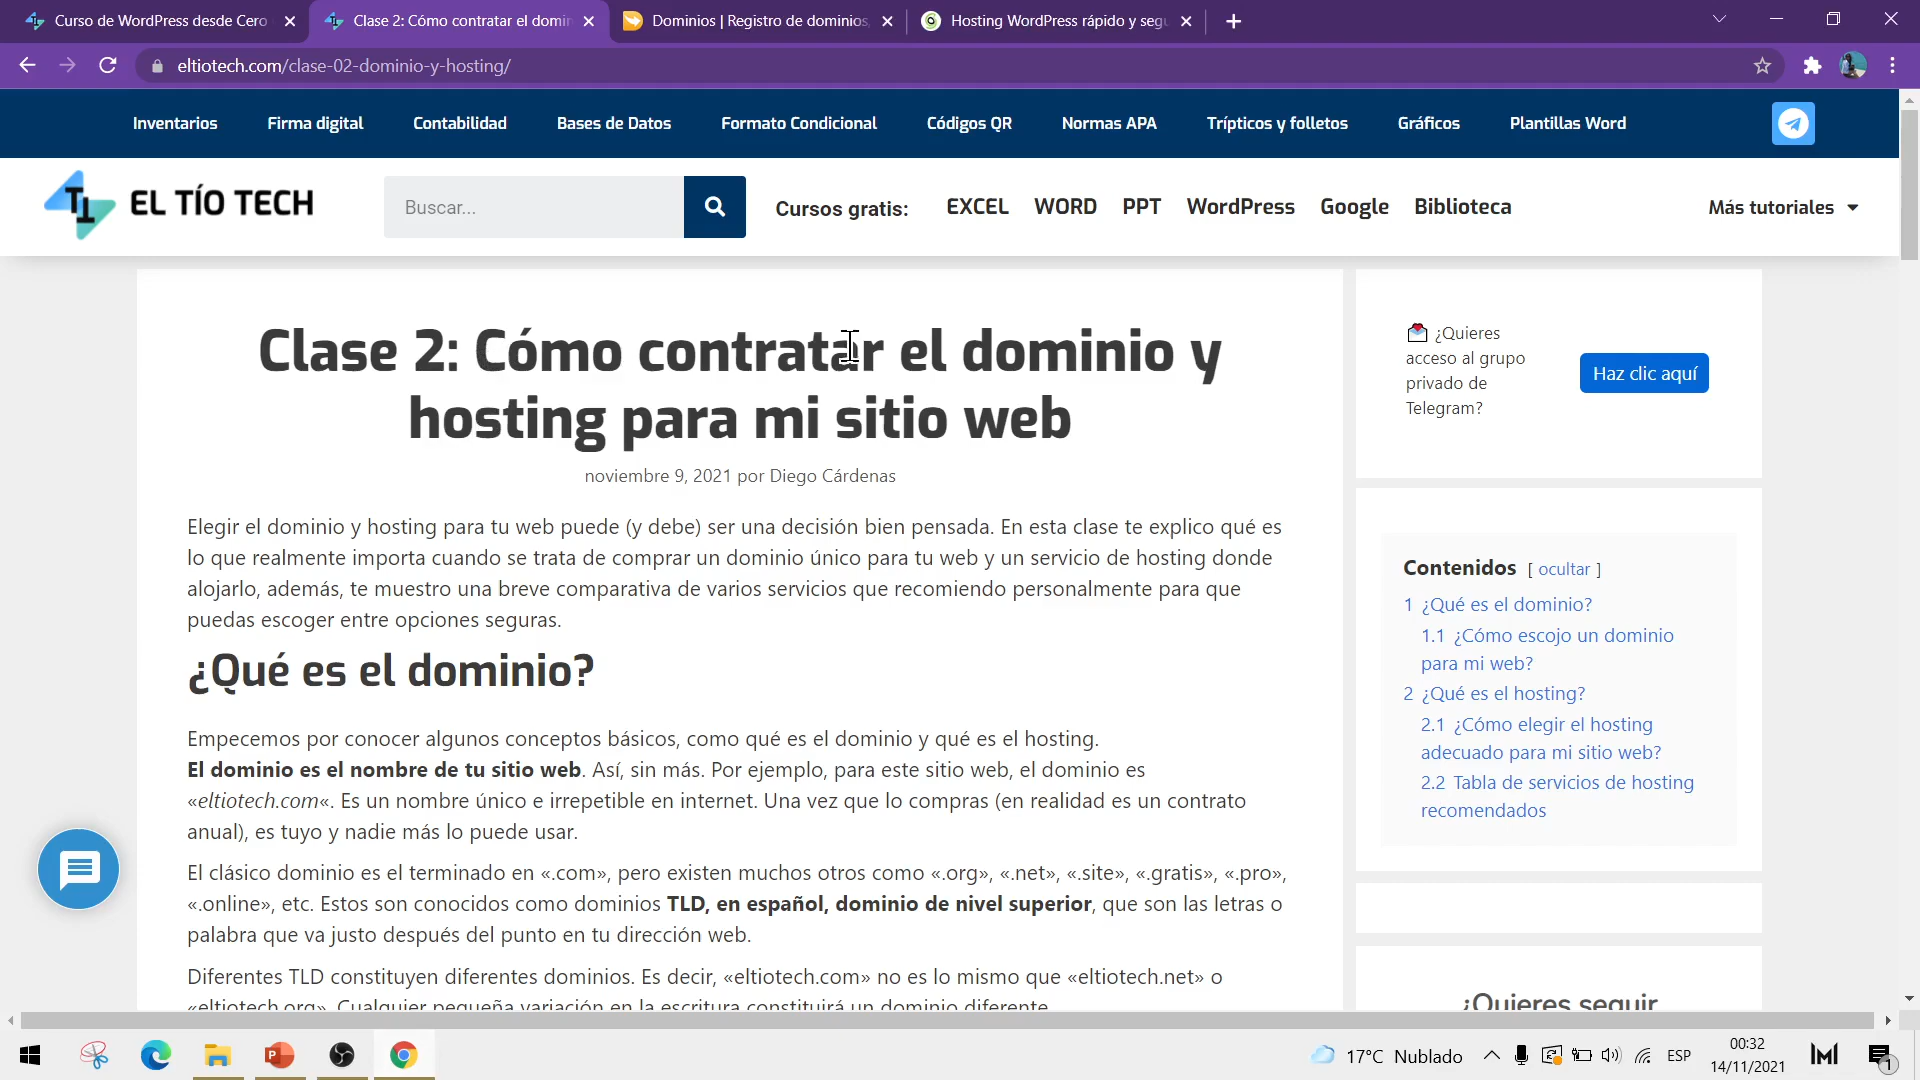 Curso de WordPress desde Cero
Clase 2: Cómo contratar el domin
Dominios | Registro de dominios,
Hosting WordPress rápido y segu
eltiotech.com/clase-02-dominio-y-hosting/
Inventarios
Firma digital
Contabilidad
Bases de Datos
Formato Condicional
Códigos QR
Normas APA
Trípticos y folletos
Gráficos
Plantillas Word
EL TÍO TECH
Buscar...
Cursos gratis:
EXCEL
WORD
PPT
WordPress
Google
Biblioteca
Más tutoriales
Clase 2: Cómo contratar el dominio y
hosting para mi sitio web
noviembre 9, 2021 por Diego Cárdenas
Elegir el dominio y hosting para tu web puede (y debe) ser una decisión bien pensada. En esta clase te explico qué es
lo que realmente importa cuando se trata de comprar un dominio único para tu web y un servicio de hosting donde
alojarlo, además, te muestro una breve comparativa de varios servicios que recomiendo personalmente para que
puedas escoger entre opciones seguras.
¿Qué es el dominio?
Empecemos por conocer algunos conceptos básicos, como qué es el dominio y qué es el hosting.
El dominio es el nombre de tu sitio web. Así, sin más. Por ejemplo, para este sitio web, el dominio es
«eltiotech.com«. Es un nombre único e irrepetible en internet. Una vez que lo compras (en realidad es un contrato
anual), es tuyo y nadie más lo puede usar.
El clásico dominio es el terminado en «.com», pero existen muchos otros como «.org», «.net», «.site», «.gratis», «.pro»,
«.online», etc. Estos son conocidos como dominios TLD, en español, dominio de nivel superior, que son las letras o
palabra que va justo después del punto en tu dirección web.
Diferentes TLD constituyen diferentes dominios. Es decir, «eltiotech.com» no es lo mismo que «eltiotech.net» o
«eltiotech.org». Cualquier pequeña variación en la escritura constituirá un dominio diferente.
¿Quieres
acceso al grupo
privado de
Telegram?
Haz clic aquí
Contenidos [ ocultar ]
1 ¿Qué es el dominio?
1.1 ¿Cómo escojo un dominio
para mi web?
2 ¿Qué es el hosting?
2.1 ¿Cómo elegir el hosting
adecuado para mi sitio web?
2.2 Tabla de servicios de hosting
recomendados
¿Quieres seguir
17°C Nublado
ESP
00:32
14/11/2021
1